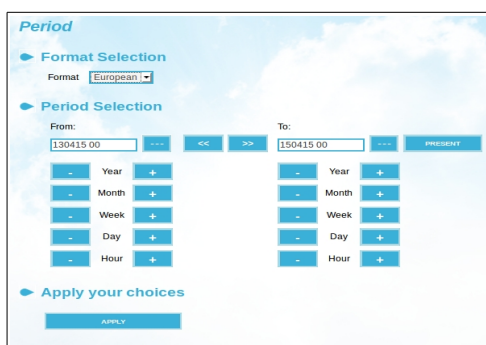 Period
Format Selection
Format European
Period Selection
From: To:
130415 00 --- << >> 150415 00 --- PRESENT
- Year + - Year +
- Month + - Month +
- Week + - Week +
- Day + - Day +
- Hour + - Hour +
Apply your choices
APPLY